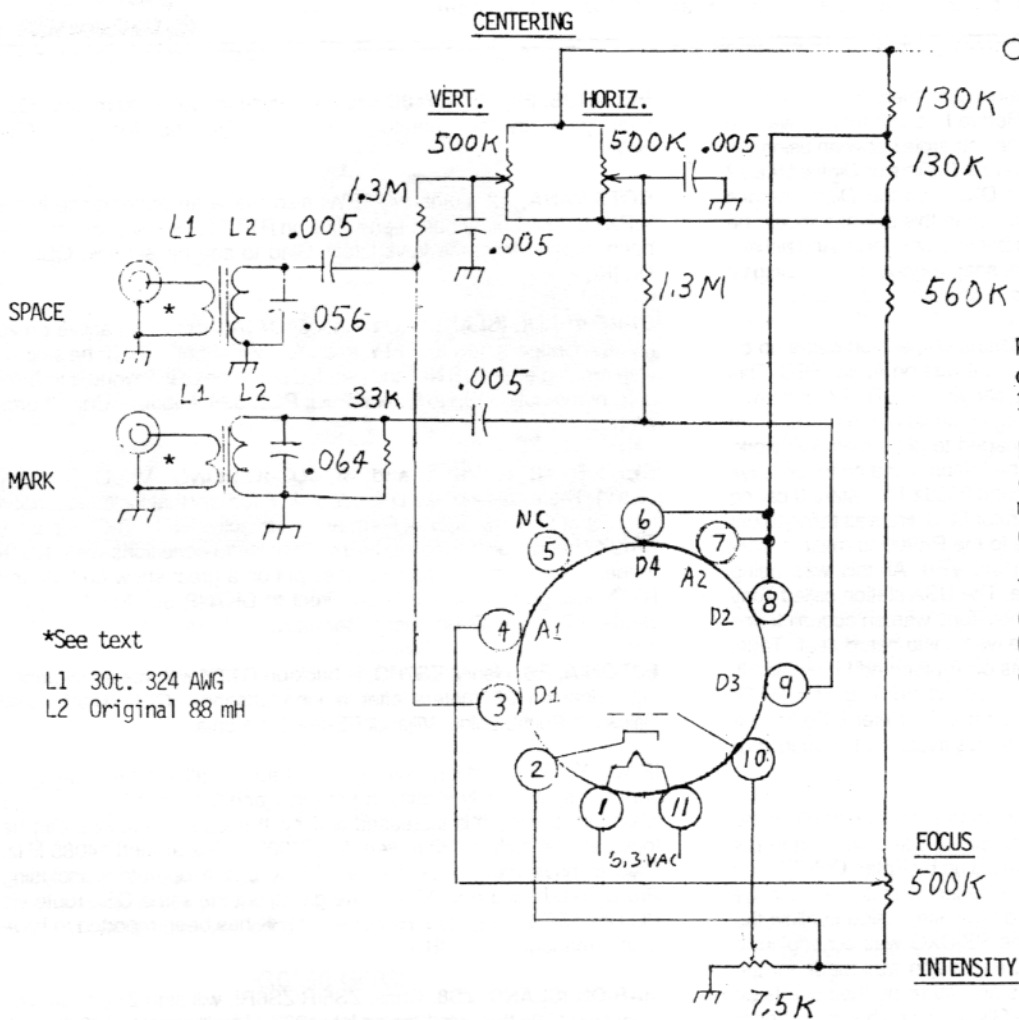 CENTERING
VERT.
HORIZ.
500K
500K
.005
130K
130K
1.3M
L1 L2
.005
.005
1.3M
560K
SPACE
*
.056
L1 L2
33K
.005
MARK
*
.064
NC
5
6
D4
7
A2
8
D2
4
A1
3
D1
9
D3
2
10
1
11
*See text
L1 30t. 324 AWG
L2 Original 88 mH
FOCUS
500K
INTENSITY
7.5K